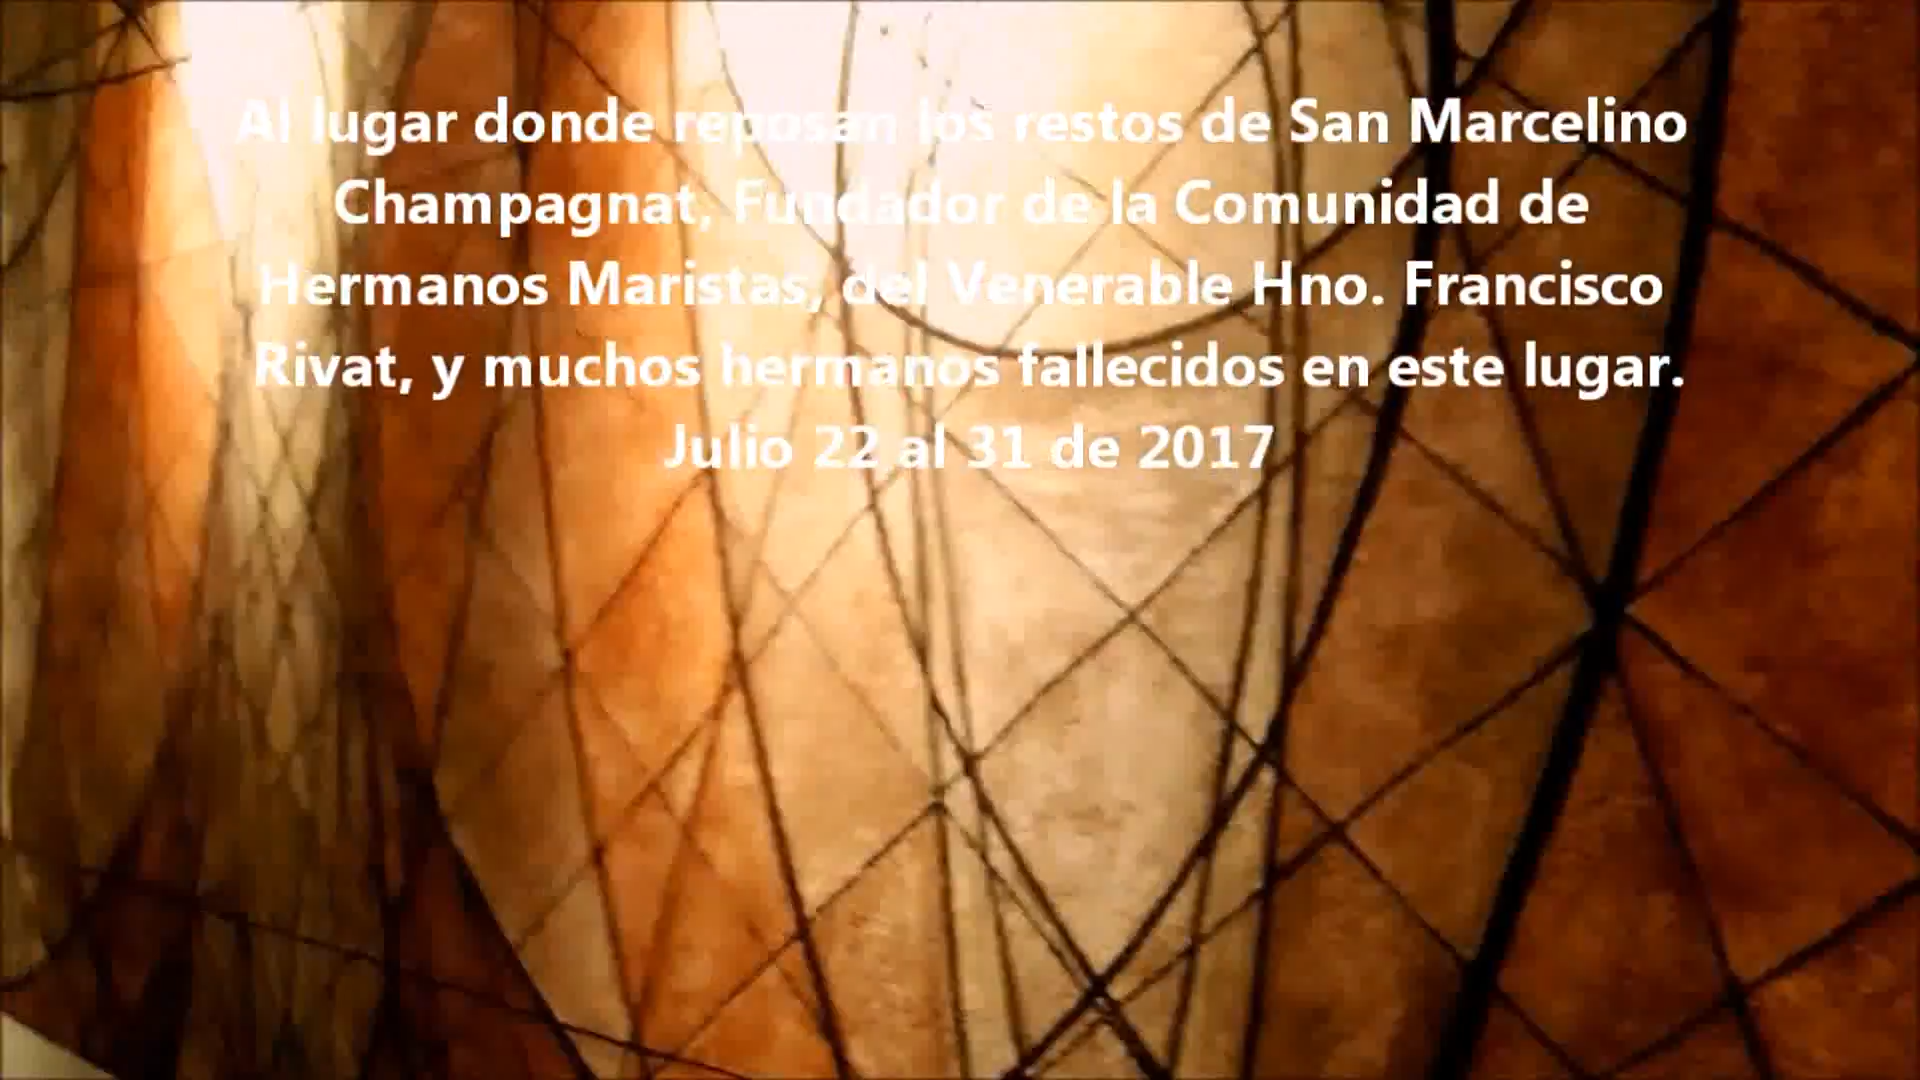 Al lugar donde reposan los restos de San Marcelino
Champagnat, Fundador de la Comunidad de
Hermanos Maristas, del Venerable Hno. Francisco
Rivat, y muchos hermanos fallecidos en este lugar.
Julio 22 al 31 de 2017